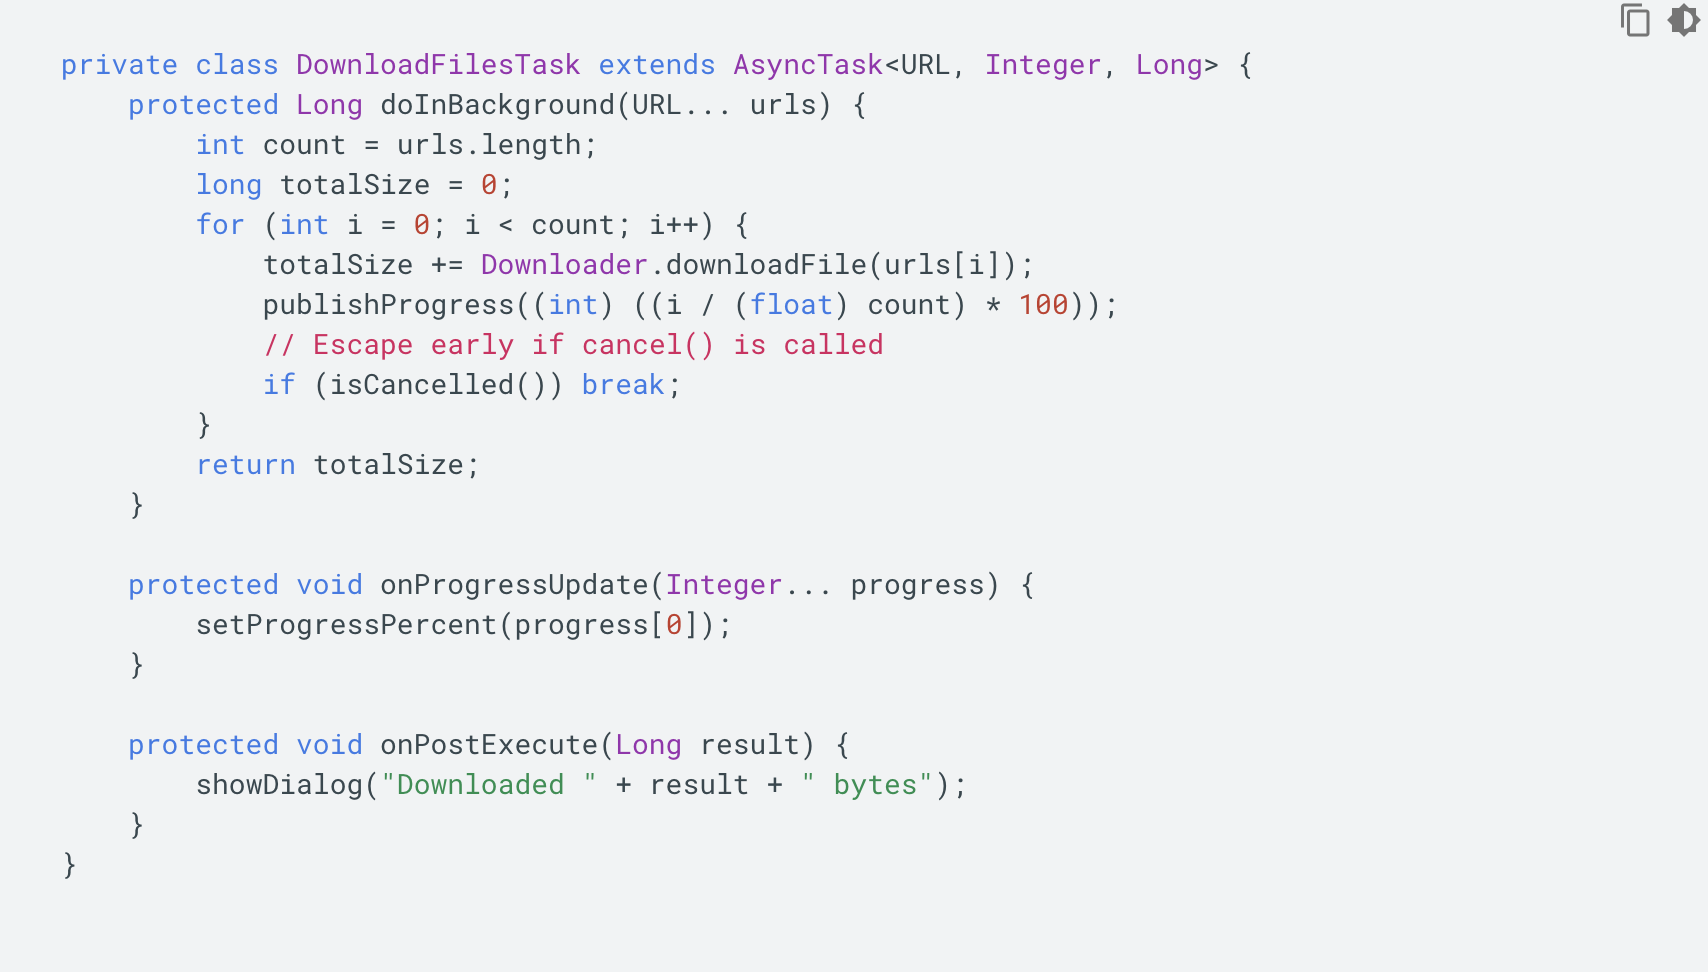 private class DownloadFilesTask extends AsyncTask<URL, Integer, Long> {
    protected Long doInBackground(URL... urls) {
        int count = urls.length;
        long totalSize = 0;
        for (int i = 0; i < count; i++) {
            totalSize += Downloader.downloadFile(urls[i]);
            publishProgress((int) ((i / (float) count) * 100));
            // Escape early if cancel() is called
            if (isCancelled()) break;
        }
        return totalSize;
    }

    protected void onProgressUpdate(Integer... progress) {
        setProgressPercent(progress[0]);
    }

    protected void onPostExecute(Long result) {
        showDialog("Downloaded " + result + " bytes");
    }
}